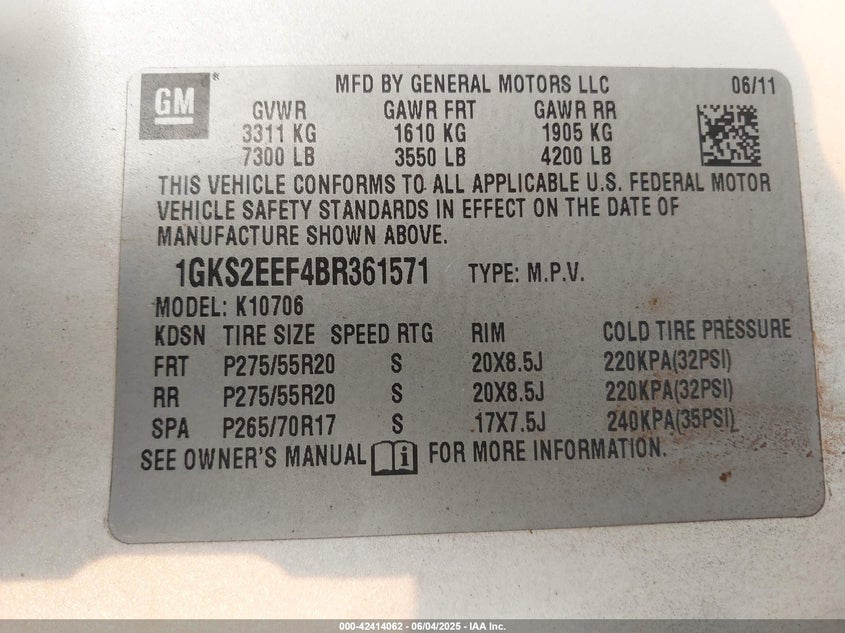 GM ®
MFD BY GENERAL MOTORS LLC 06/11
GVWR GAWR FRT GAWR RR
3311 KG 1610 KG 1905 KG
7300 LB 3550 LB 4200 LB
THIS VEHICLE CONFORMS TO ALL APPLICABLE U.S. FEDERAL MOTOR
VEHICLE SAFETY STANDARDS IN EFFECT ON THE DATE OF
MANUFACTURE SHOWN ABOVE.
1GKS2EEF4BR361571 TYPE: M.P.V.
MODEL: K10706
KDSN TIRE SIZE SPEED RTG RIM COLD TIRE PRESSURE
FRT P275/55R20 S 20X8.5J 220KPA(32PSI)
RR P275/55R20 S 20X8.5J 220KPA(32PSI)
SPA P265/70R17 S 17X7.5J 240KPA(35PSI)
SEE OWNER'S MANUAL i FOR MORE INFORMATION.
000-42414062 - 06/04/2025 - IAA Inc.